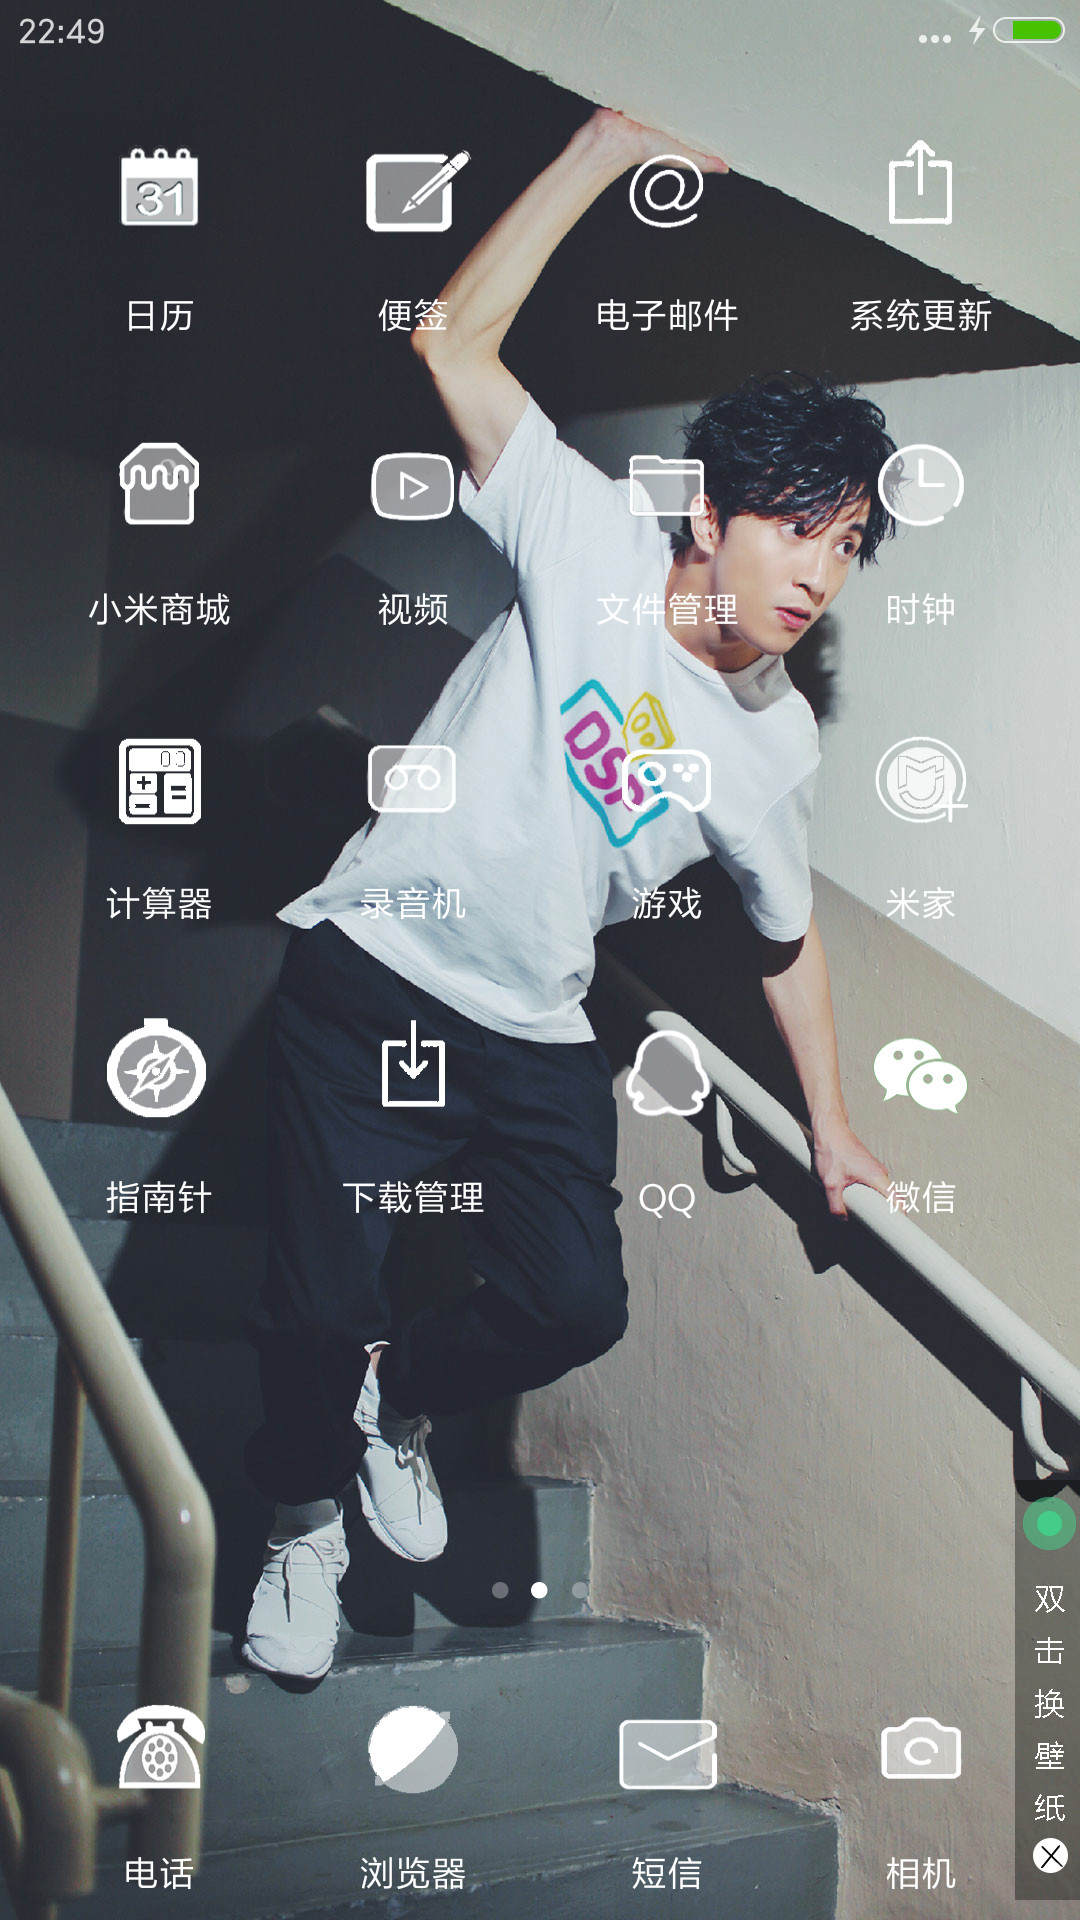 22:49
31
日历 便签 电子邮件 系统更新
小米商城 视频 文件管理 时钟
DSP
计算器 录音机 游戏 米家
指南针 下载管理 QQ 微信
双
击
换
壁
纸
电话 浏览器 短信 相机